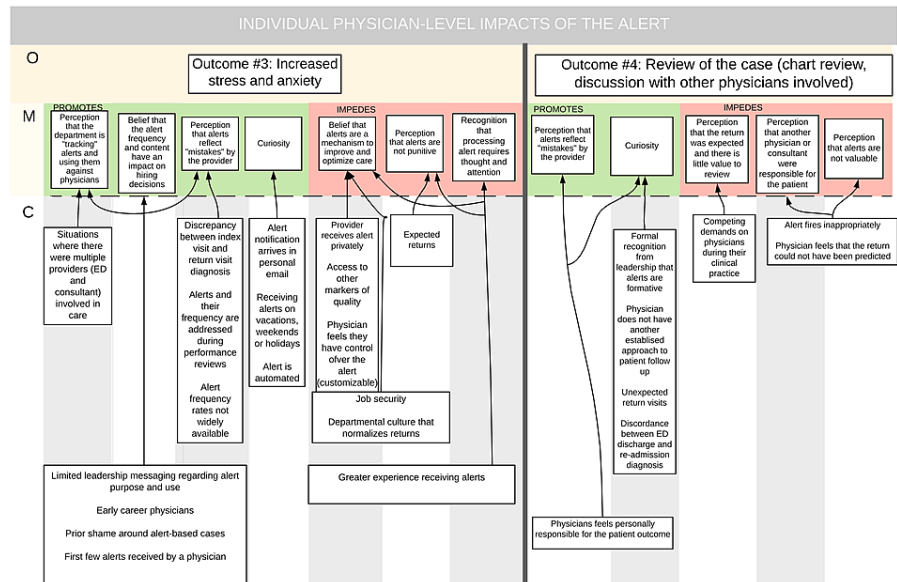 INDIVIDUAL PHYSICIAN-LEVEL IMPACTS OF THE ALERT
O
Outcome #3: Increased
stress and anxiety
Outcome #4: Review of the case (chart review,
discussion with other physicians involved)
M
PROMOTES
Perception
that the
department is
"tracking"
alerts and
using them
against
physicians
Belief that
the alert
frequency
and content
have an
impact on
hiring
decisions
Perception
that alerts
reflect
"mistakes" by
the provider
Curiosity
IMPEDES
Belief that
alerts are a
mechanism to
improve and
optimize care
Perception
that alerts are
not punitive
Recognition
that
processing
alert requires
thought and
attention
PROMOTES
Perception that
alerts reflect
"mistakes" by
the provider
Curiosity
IMPEDES
Perception
that the return
was expected
and there is
little value to
review
Perception
that another
physician or
consultant
were
responsible for
the patient
Perception
that alerts are
not valuable
C
Situations
where there
were multiple
providers (ED
and
consultant)
involved in
care
Discrepancy
between index
visit and
return visit
diagnosis
Alerts and
their
frequency are
addressed
during
performance
reviews
Alert
frequency
rates not
widely
available
Alert
notification
arrives in
personal
email
Receiving
alerts on
vacations,
weekends
or holidays
Alert is
automated
Provider
receives alert
privately
Access to
other
markers of
quality
Physician
feels they
have control
ofver the
alert
(customizable)
Expected
returns
Job security
Departmental culture that
normalizes returns
Limited leadership messaging regarding alert
purpose and use
Early career physicians
Prior shame around alert-based cases
First few alerts received by a physician
Greater experience receiving alerts
Formal
recognition
from
leadership that
alerts are
formative
Physician
does not have
another
establised
approach to
patient follow
up
Unexpected
return visits
Discordance
between ED
discharge and
re-admission
diagnosis
Competing
demands on
physicians
during their
clinical
practice
Alert fires inappropriately
Physician feels that the return
could not have been predicted
Physicians feels personally
responsible for the patient outcome